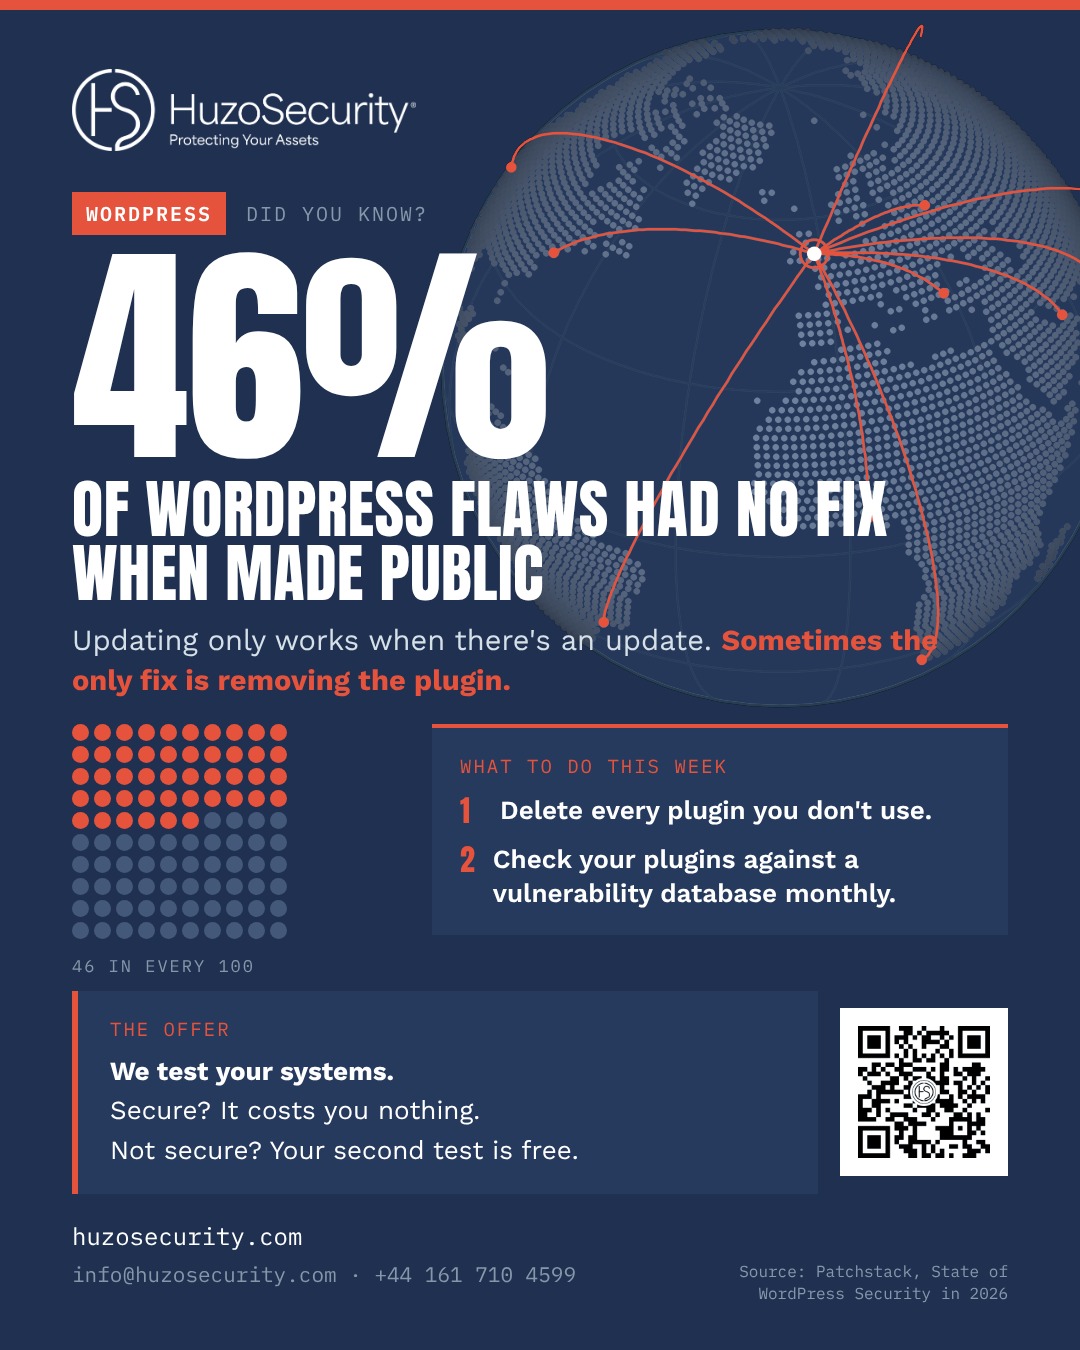 HuzoSecurity®
Protecting Your Assets
WORDPRESS DID YOU KNOW?
46%
OF WORDPRESS FLAWS HAD NO FIX
WHEN MADE PUBLIC
Updating only works when there's an update. Sometimes the
only fix is removing the plugin.
46 IN EVERY 100
WHAT TO DO THIS WEEK
1 Delete every plugin you don't use.
2 Check your plugins against a
vulnerability database monthly.
THE OFFER
We test your systems.
Secure? It costs you nothing.
Not secure? Your second test is free.
huzosecurity.com
info@huzosecurity.com · +44 161 710 4599
Source: Patchstack, State of
WordPress Security in 2026